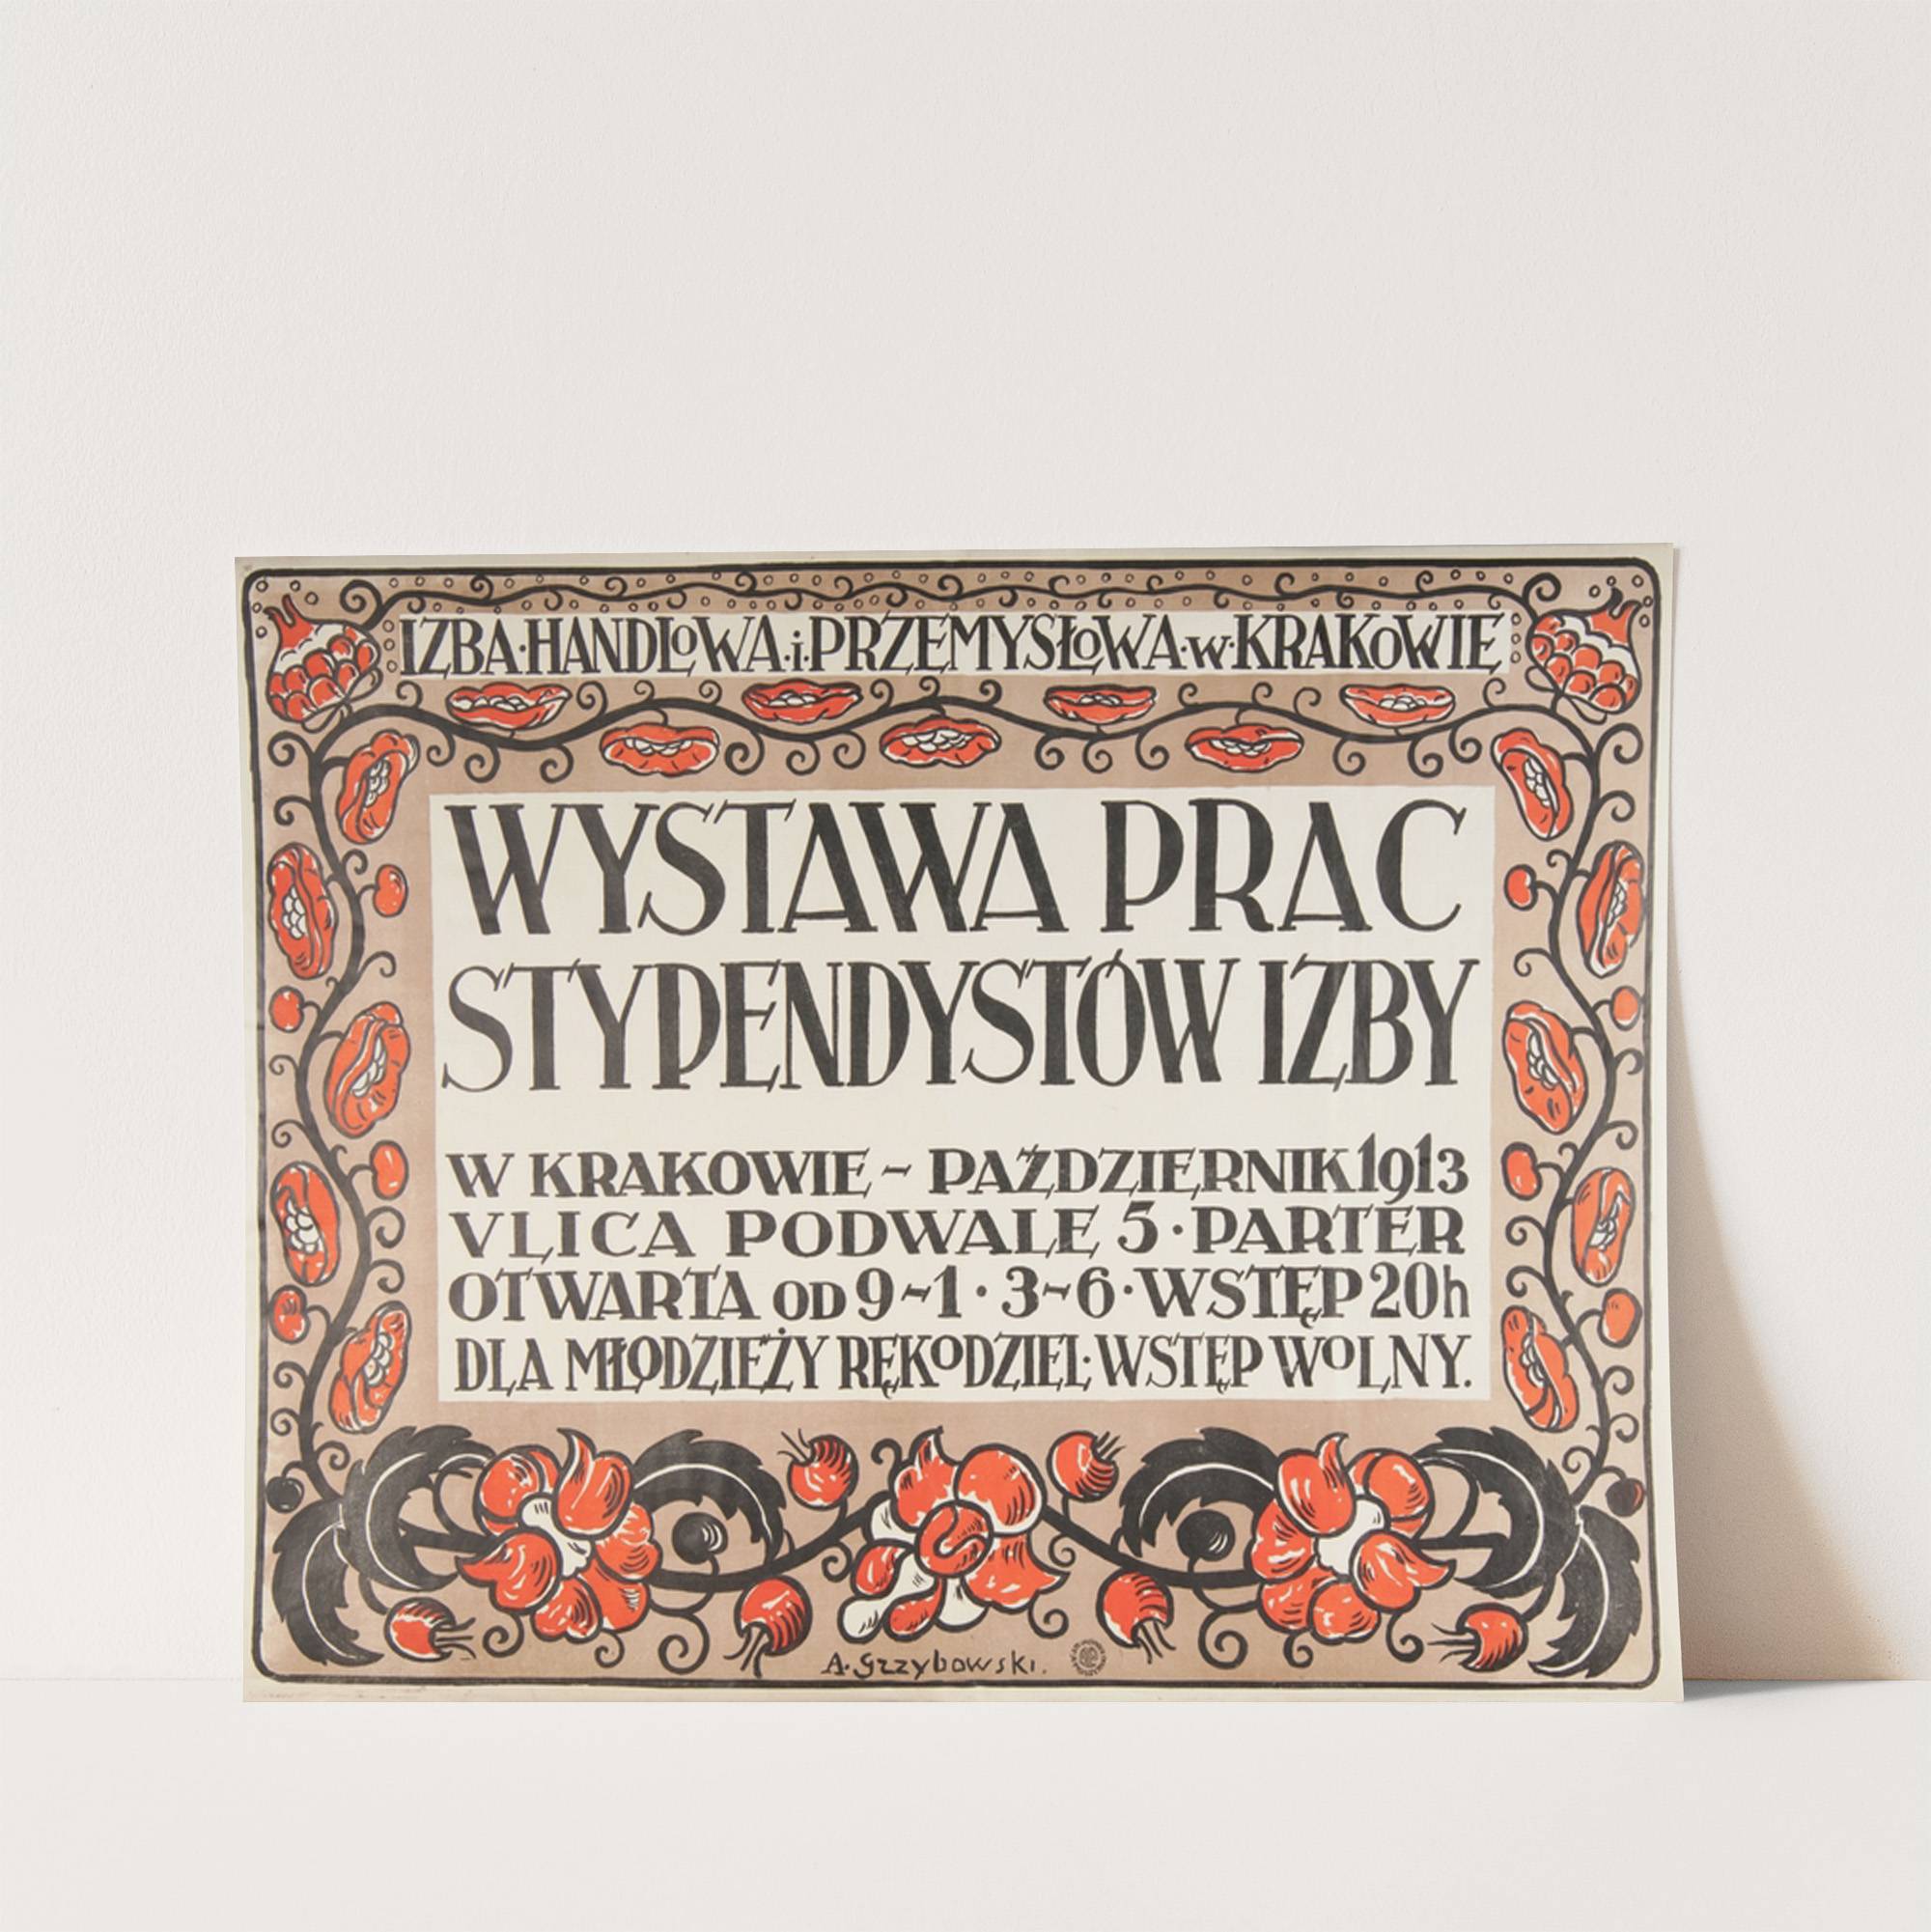 IZBA·HANDLOWA·i·PRZEMYSŁOWA·w·KRAKOWIE
WYSTAWA PRAC
STYPENDYSTÓW IZBY
W KRAKOWIE ~ PAŹDZIERNIK 1913
VLICA PODWALE 5 · PARTER
OTWARTA OD 9~1 · 3~6 · WSTĘP 20h
DLA MŁODZIEŻY RĘKODZIEL: WSTĘP WOLNY.
A. Grzybowski.